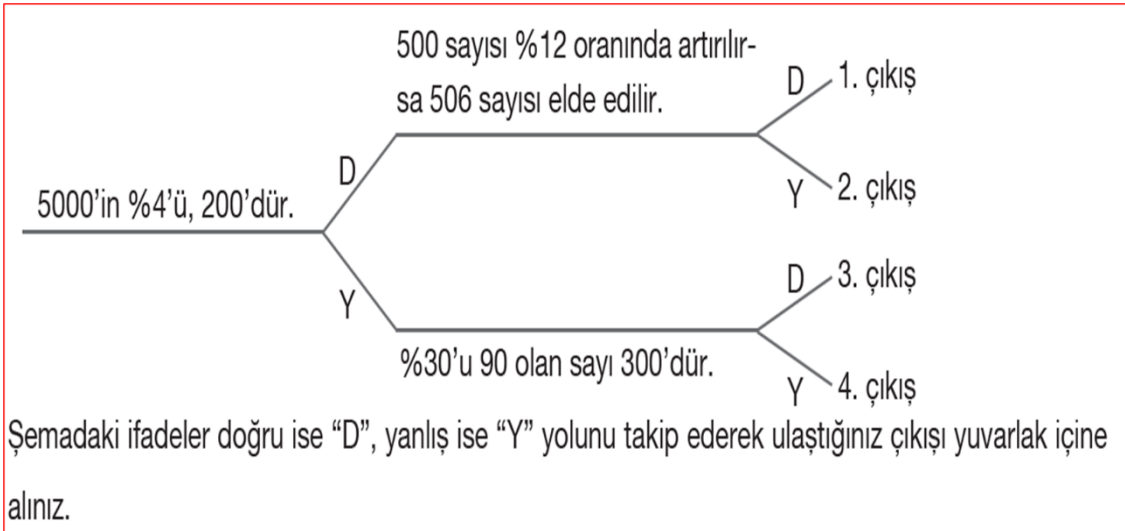 500 sayısı %12 oranında artırılır-
sa 506 sayısı elde edilir.
D
1. çıkış
Y
2. çıkış
D
5000'in %4'ü, 200'dür.
Y
D
3. çıkış
%30'u 90 olan sayı 300'dür.
Y
4. çıkış
Şemadaki ifadeler doğru ise “D”, yanlış ise “Y” yolunu takip ederek ulaştığınız çıkışı yuvarlak içine
alınız.